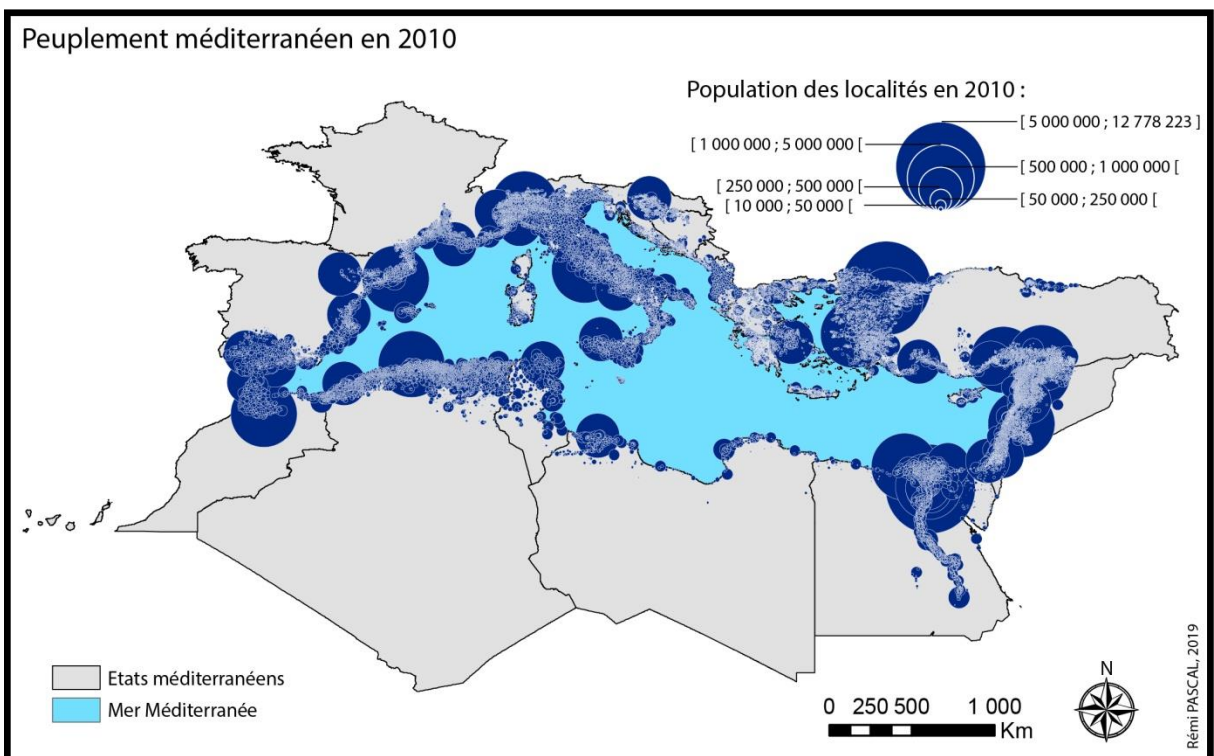 Peuplement méditerranéen en 2010
Population des localités en 2010 :
[ 5 000 000 ; 12 778 223 ]
[ 1 000 000 ; 5 000 000 [
[ 500 000 ; 1 000 000 [
[ 250 000 ; 500 000 [
[ 50 000 ; 250 000 [
[ 10 000 ; 50 000 [
Etats méditerranéens
Mer Méditerranée
0 250 500 1 000
Km
N
Rémi PASCAL, 2019